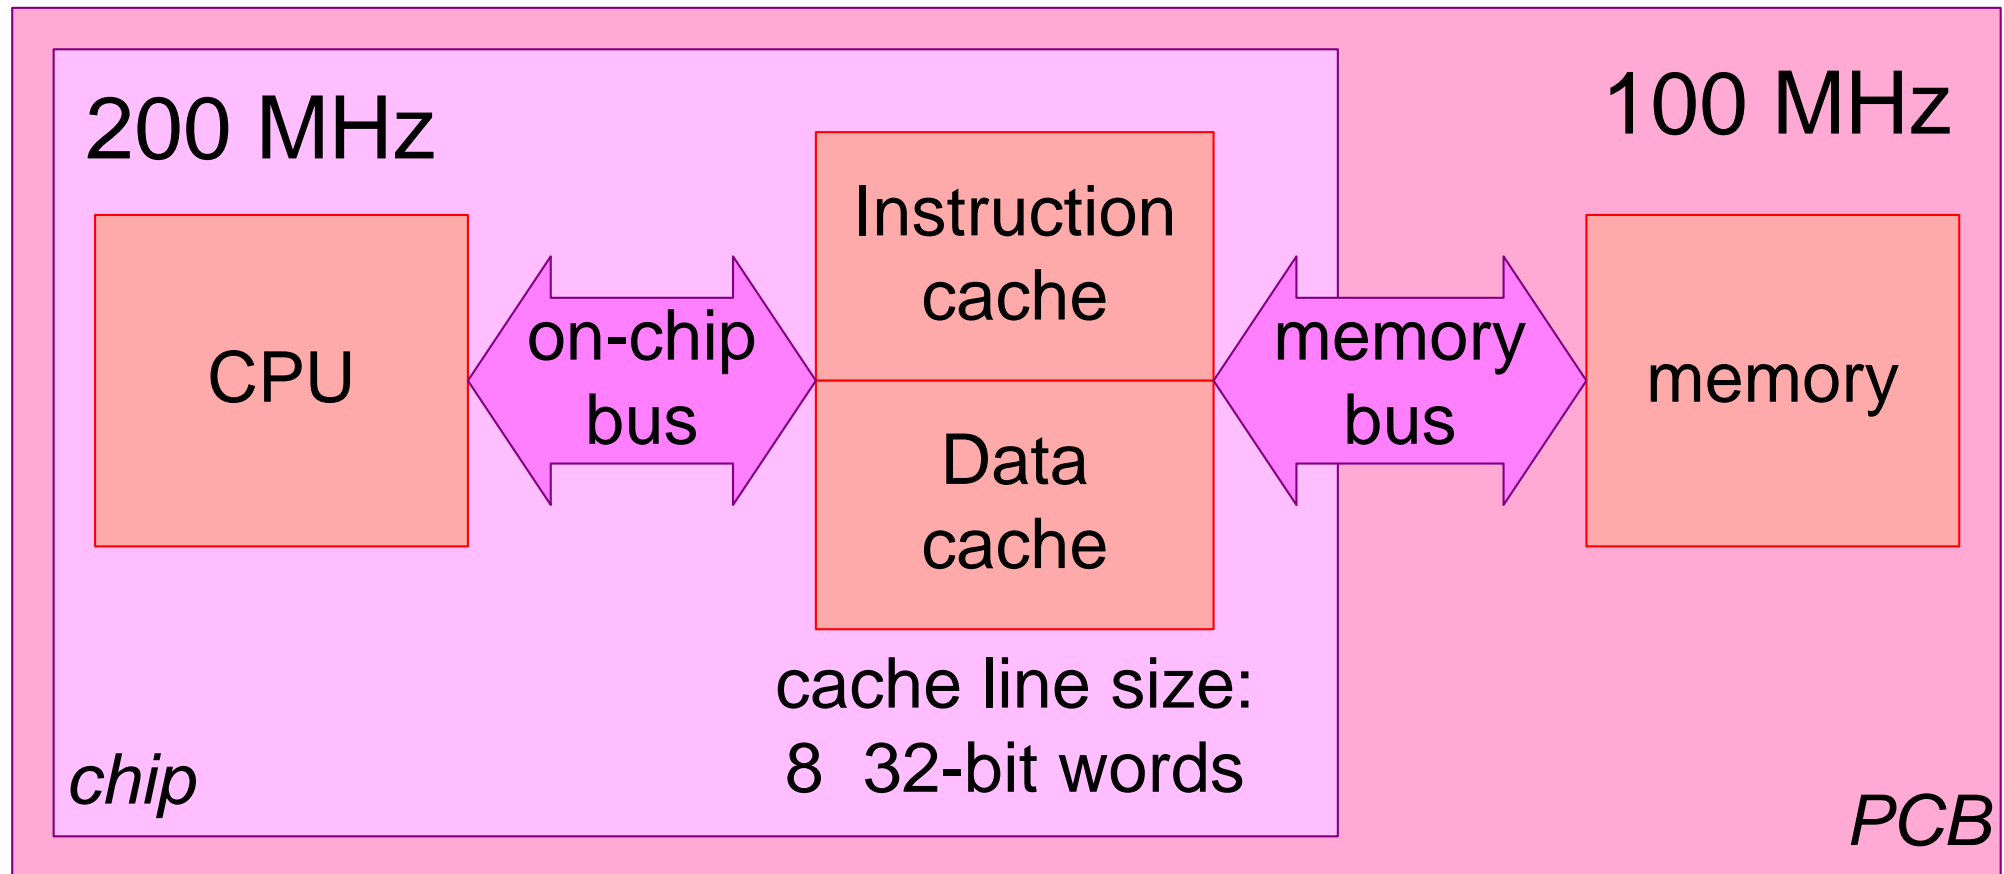 200 MHz
100 MHz
CPU
on-chip
bus
Instruction
cache
Data
cache
memory
bus
memory
cache line size:
8  32-bit words
chip
PCB